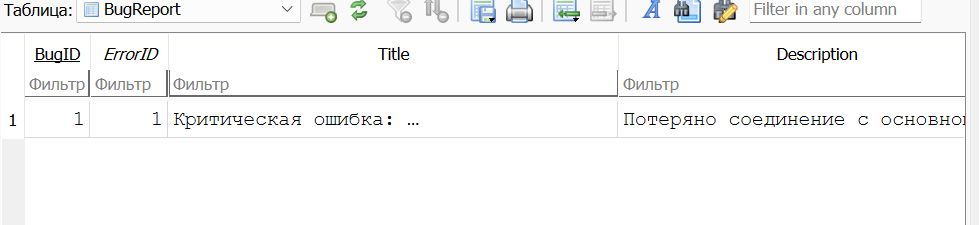 Таблица: BugReport Filter in any column
BugID ErrorID Title Description
Фильтр Фильтр Фильтр Фильтр
1 1 1 Критическая ошибка: … Потеряно соединение с основно